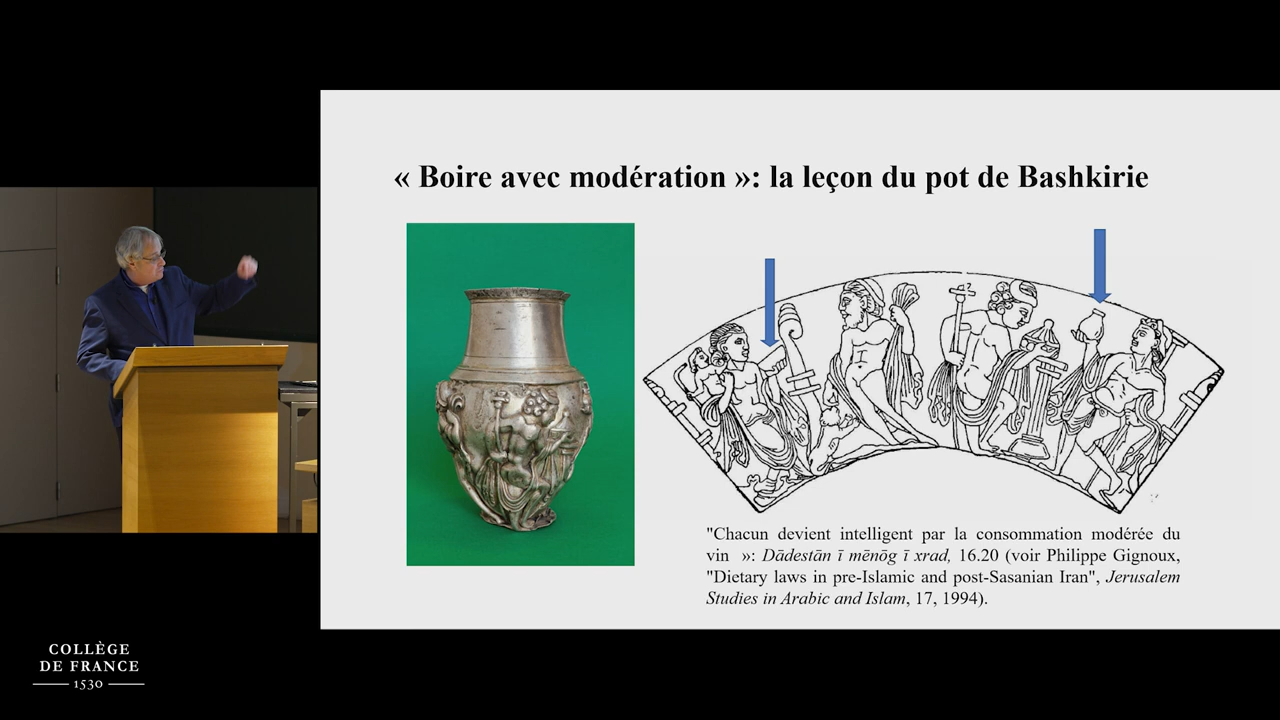 « Boire avec modération »: la leçon du pot de Bashkirie
"Chacun devient intelligent par la consommation modérée du
vin »: Dādestān ī mēnōg ī xrad, 16.20 (voir Philippe Gignoux,
"Dietary laws in pre-Islamic and post-Sasanian Iran", Jerusalem
Studies in Arabic and Islam, 17, 1994).
COLLÈGE
DE FRANCE
1530